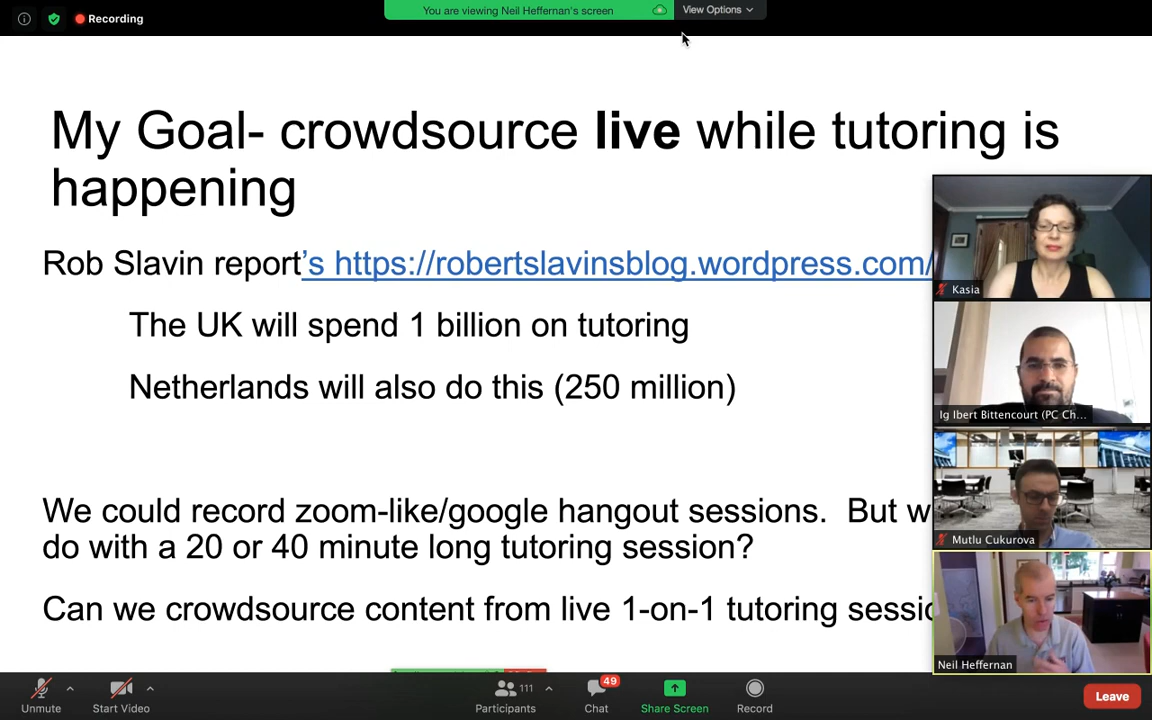 Recording
You are viewing Neil Heffernan's screen
View Options
My Goal- crowdsource live while tutoring is
happening
Rob Slavin report's https://robertslavinsblog.wordpress.com/
The UK will spend 1 billion on tutoring
Netherlands will also do this (250 million)
We could record zoom-like/google hangout sessions. But
do with a 20 or 40 minute long tutoring session?
Can we crowdsource content from live 1-on-1 tutoring
Kasia
Ig Ibert Bittencourt (PC Ch...
Mutlu Cukurova
Neil Heffernan
Unmute
Start Video
Participants
111
Chat
49
Share Screen
Record
Leave